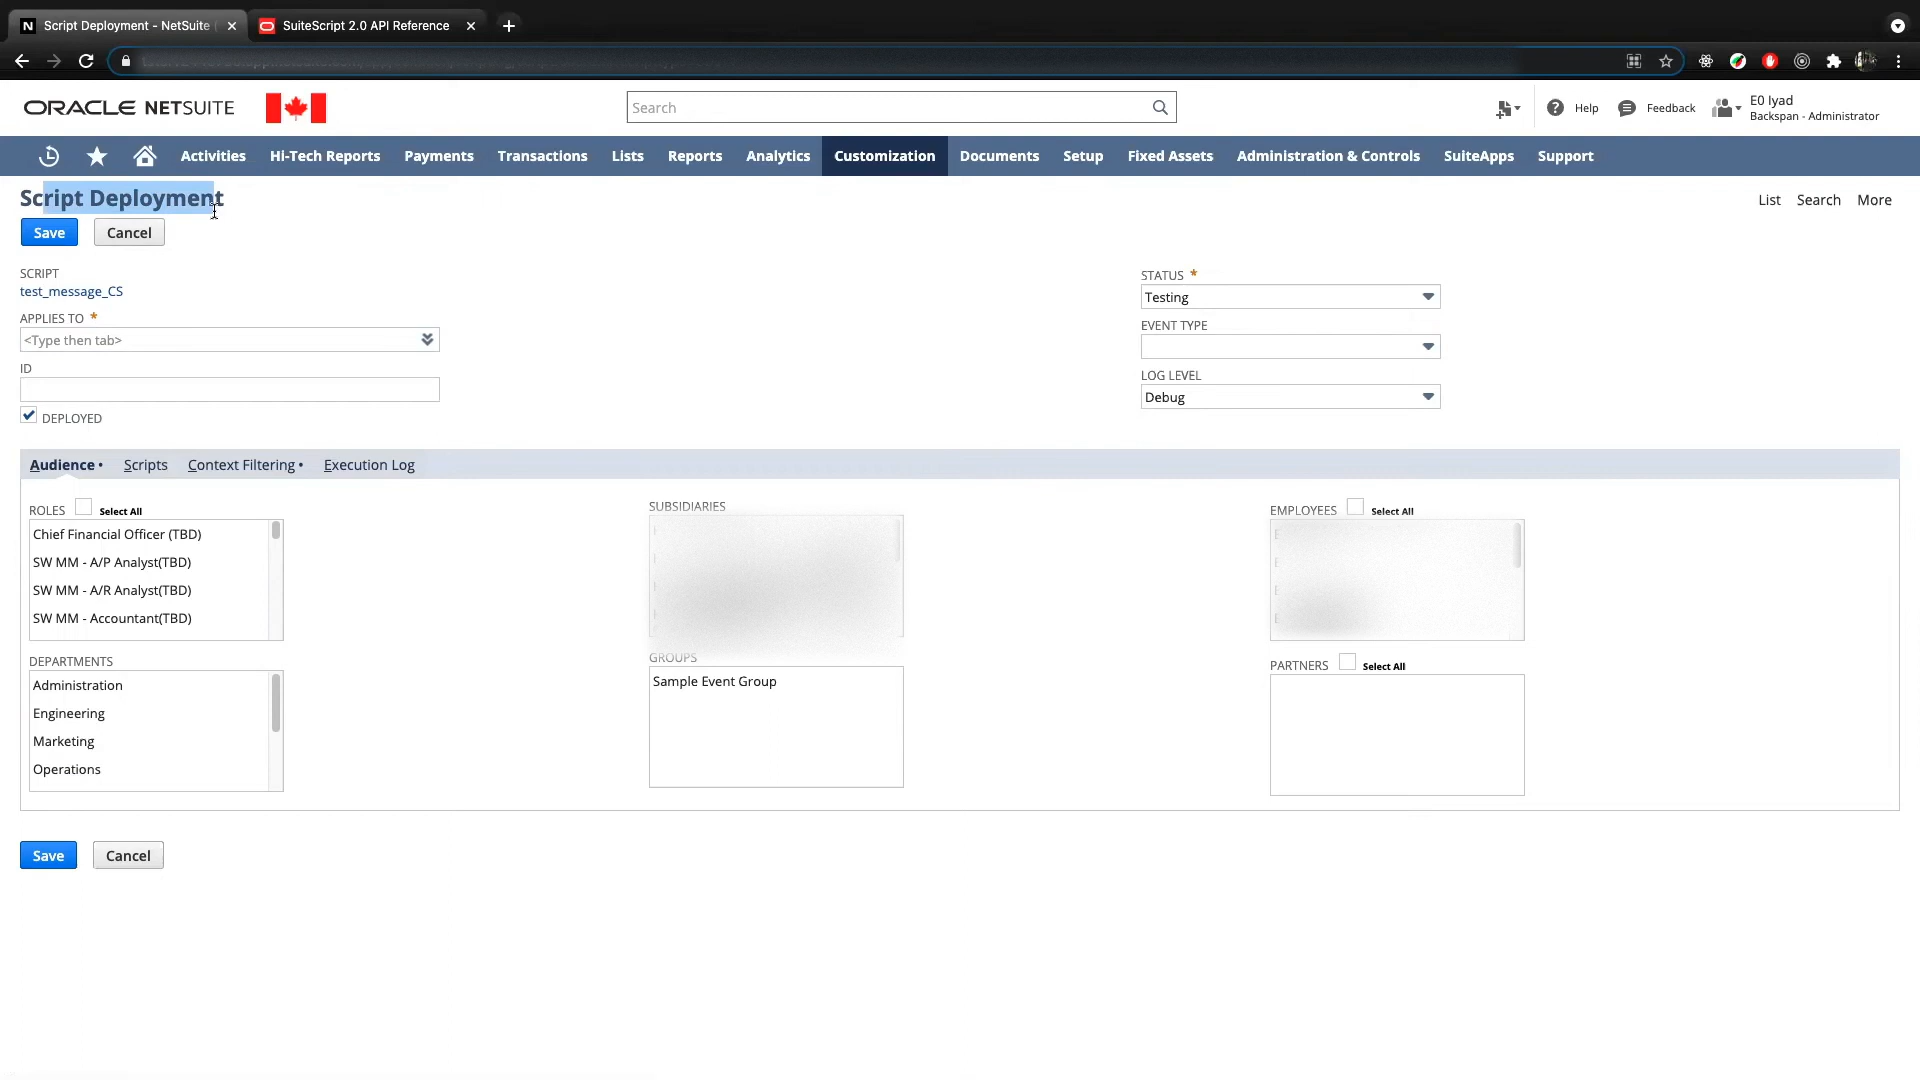 Script Deployment - NetSuite (
SuiteScript 2.0 API Reference
ORACLE NETSUITE
Search
Help
Feedback
E0 Iyad
Backspan - Administrator
Activities
Hi-Tech Reports
Payments
Transactions
Lists
Reports
Analytics
Customization
Documents
Setup
Fixed Assets
Administration & Controls
SuiteApps
Support
Script Deployment
List
Search
More
Save
Cancel
SCRIPT
test_message_CS
APPLIES TO *
<Type then tab>
ID
DEPLOYED
STATUS *
Testing
EVENT TYPE
LOG LEVEL
Debug
Audience •
Scripts
Context Filtering •
Execution Log
ROLES
Select All
Chief Financial Officer (TBD)
SW MM - A/P Analyst(TBD)
SW MM - A/R Analyst(TBD)
SW MM - Accountant(TBD)
DEPARTMENTS
Administration
Engineering
Marketing
Operations
SUBSIDIARIES
GROUPS
Sample Event Group
EMPLOYEES
Select All
PARTNERS
Select All
Save
Cancel